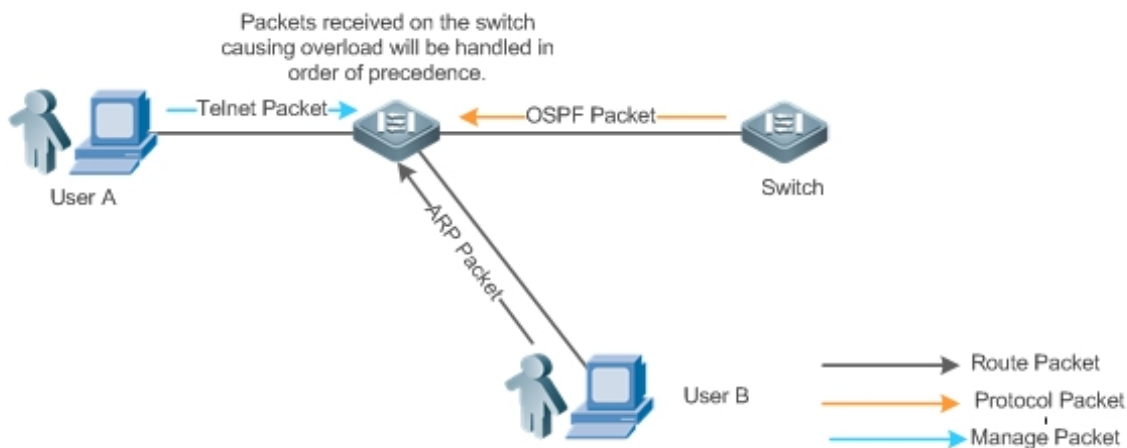 Packets received on the switch
causing overload will be handled in
order of precedence.
Telnet Packet
OSPF Packet
User A
Switch
ARP Packet
User B
Route Packet
Protocol Packet
Manage Packet